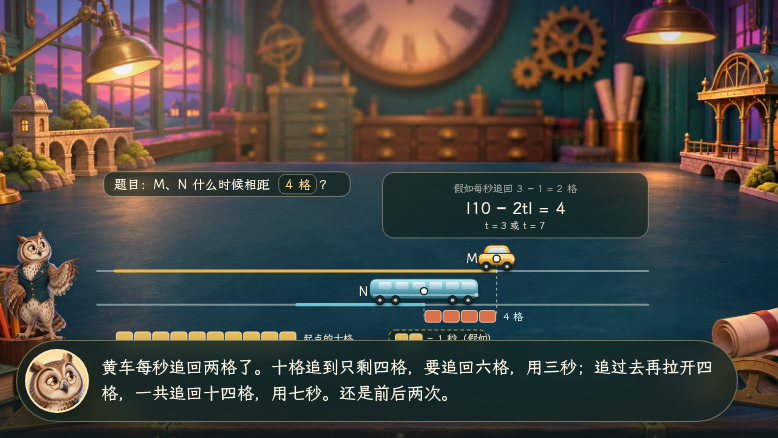 题目：M、N 什么时候相距 4 格？
假如每秒追回 3 − 1 = 2 格
|10 − 2t| = 4
t = 3 或 t = 7
M
N
4 格
起点的十格
= 1 秒（假如）
黄车每秒追回两格了。十格追到只剩四格，要追回六格，用三秒；追过去再拉开四
格，一共追回十四格，用七秒。还是前后两次。